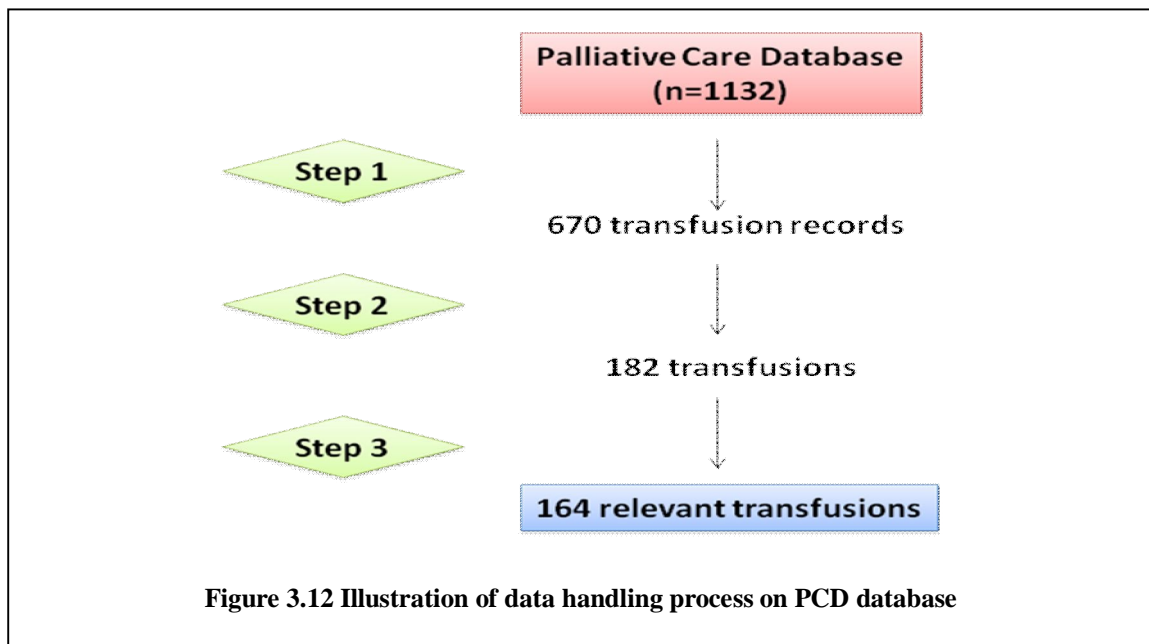 Palliative Care Database
(n=1132)
Step 1
670 transfusion records
Step 2
182 transfusions
Step 3
164 relevant transfusions
Figure 3.12 Illustration of data handling process on PCD database